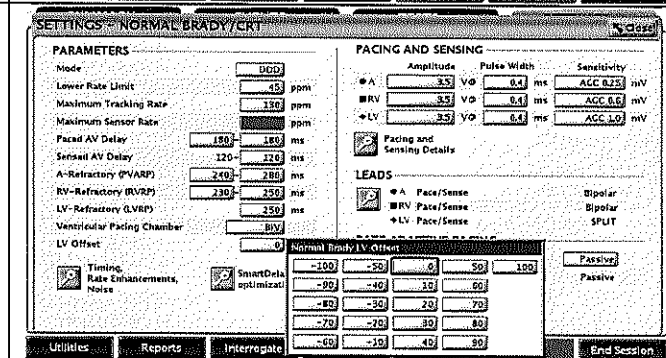 SETTINGS - NORMAL BRADY/CRT
Close
PARAMETERS
Mode DDD
Lower Rate Limit 45 ppm
Maximum Tracking Rate 130 ppm
Maximum Sensor Rate ppm
Paced AV Delay 180 - 180 ms
Sensed AV Delay 120 - 120 ms
A-Refractory (PVARP) 240 - 280 ms
RV-Refractory (RVRP) 230 - 250 ms
LV-Refractory (LVRP) 250 ms
Ventricular Pacing Chamber BiV
LV Offset 0
Timing,
Rate Enhancements,
Noise
SmartDela
optimizati
PACING AND SENSING
Amplitude Pulse Width Sensitivity
A 3.5 V@ 0.4 ms AGC 0.25 mV
RV 3.5 V@ 0.4 ms AGC 0.6 mV
LV 3.5 V@ 0.4 ms AGC 1.0 mV
Pacing and
Sensing Details
LEADS
A Pace/Sense Bipolar
RV Pace/Sense Bipolar
LV Pace/Sense SPLIT
Passive
Passive
Normal Brady LV Offset
-100 -50 0 50 100
-90 -40 10 60
-80 -30 20 70
-70 -20 30 80
-60 -10 40 90
Utilities Reports Interrogate End Session